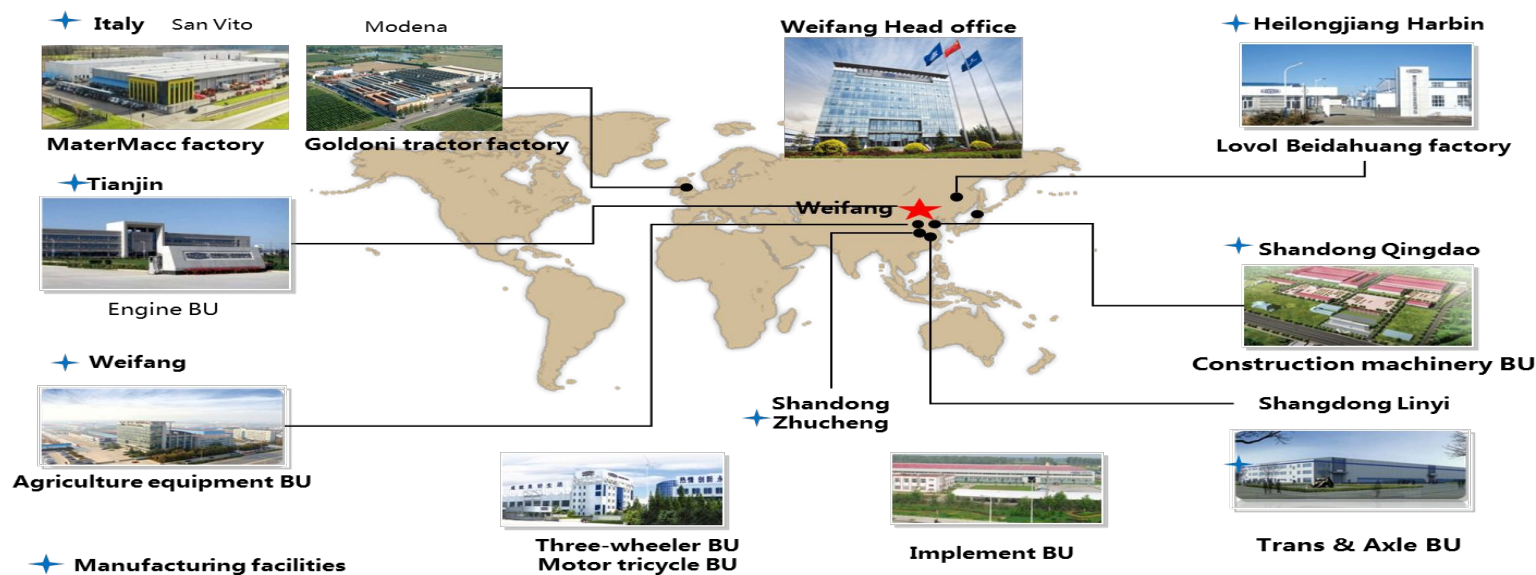 Italy San Vito Modena
Weifang Head office
Heilongjiang Harbin
MaterMacc factory
Goldoni tractor factory
Lovol Beidahuang factory
Tianjin
Weifang
Engine BU
Shandong Qingdao
Construction machinery BU
Weifang
Agriculture equipment BU
Shandong
Zhucheng
Shangdong Linyi
Three-wheeler BU
Motor tricycle BU
Implement BU
Trans & Axle BU
Manufacturing facilities